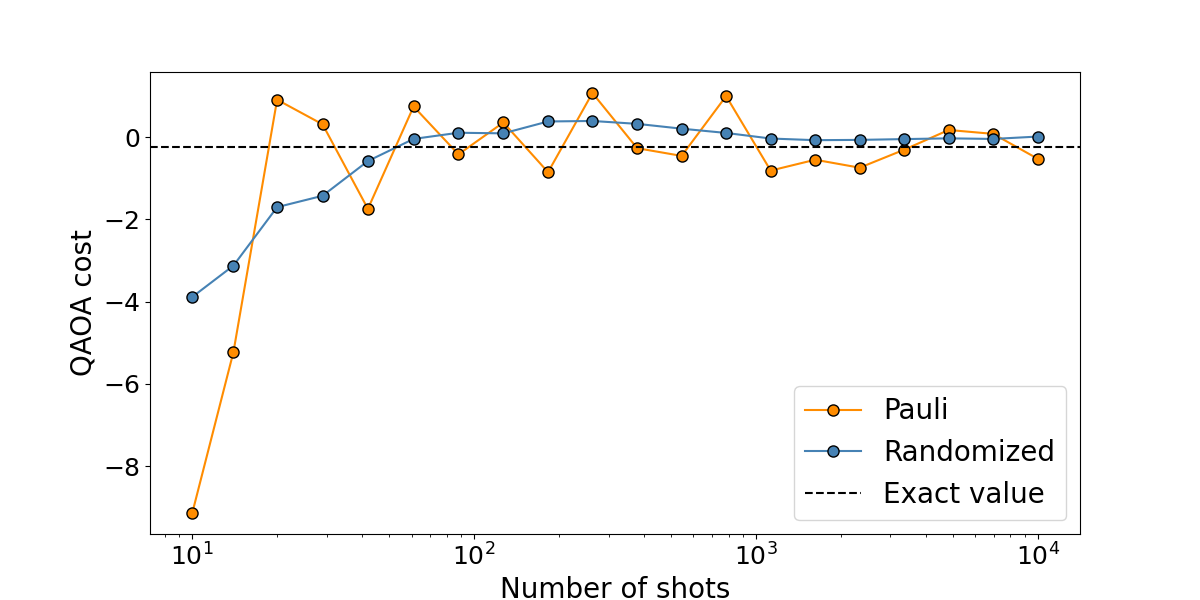 0
−2
−4
−6
−8
QAOA cost
10¹
10²
10³
10⁴
Number of shots
Pauli
Randomized
Exact value